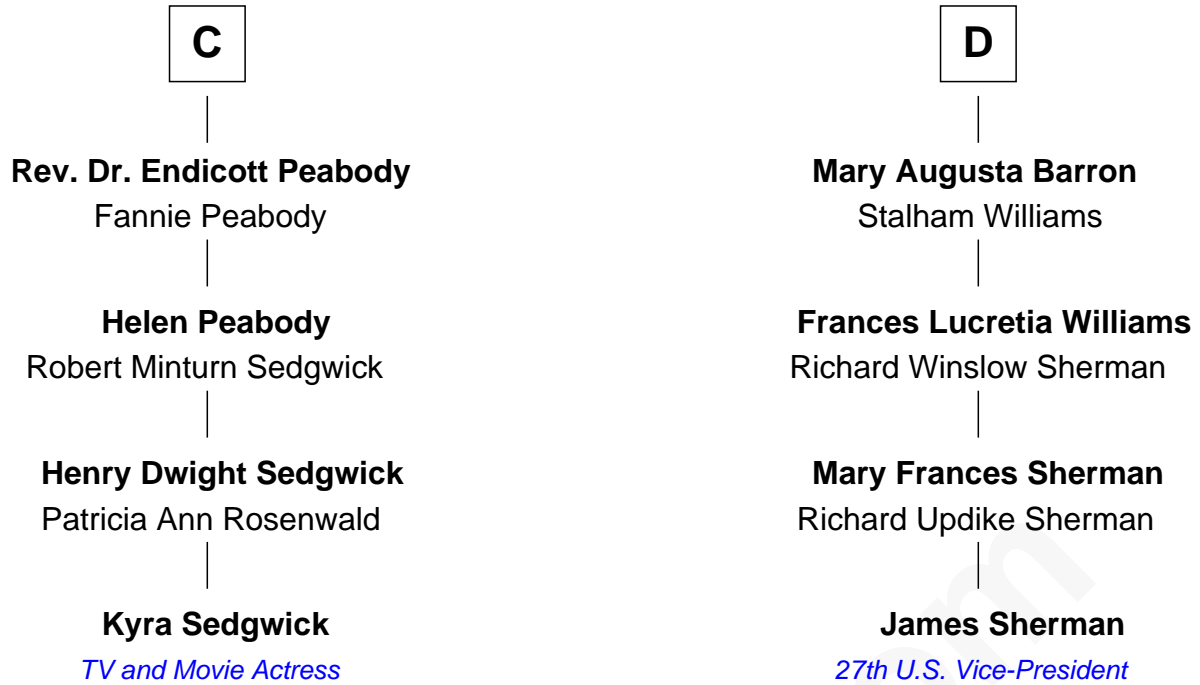 C
Rev. Dr. Endicott Peabody
Fannie Peabody
Helen Peabody
Robert Minturn Sedgwick
Henry Dwight Sedgwick
Patricia Ann Rosenwald
Kyra Sedgwick
TV and Movie Actress
D
Mary Augusta Barron
Stalham Williams
Frances Lucretia Williams
Richard Winslow Sherman
Mary Frances Sherman
Richard Updike Sherman
James Sherman
27th U.S. Vice-President